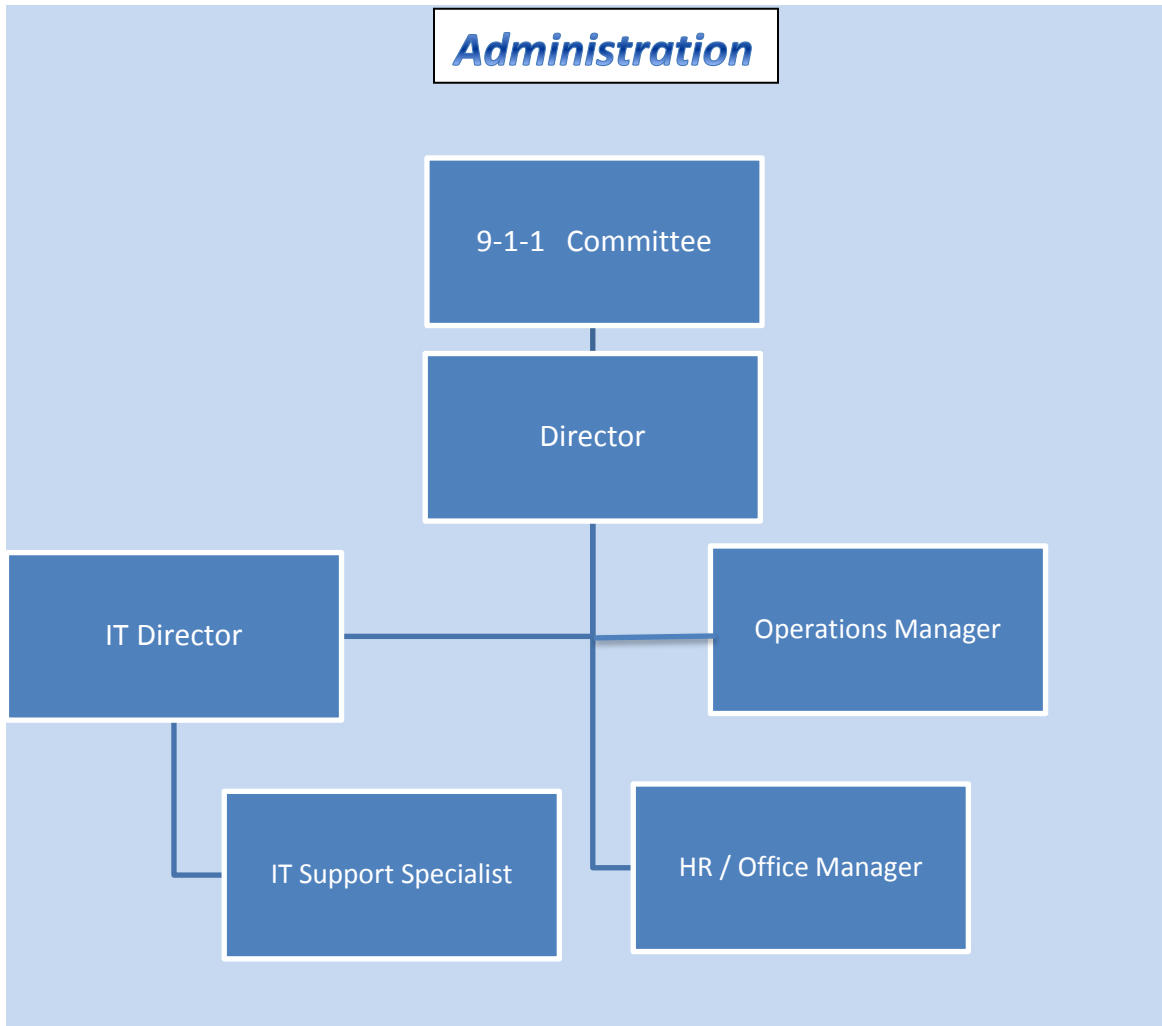 Administration
9-1-1 Committee
Director
IT Director
Operations Manager
IT Support Specialist
HR / Office Manager